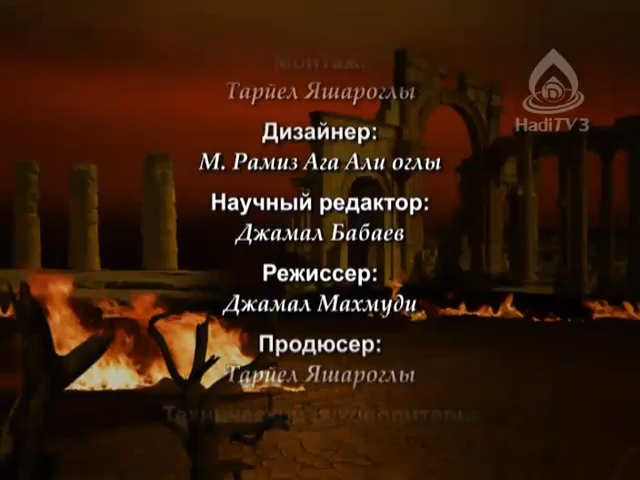 Монтаж:
Тарйел Яшароглы
HadiTV3
Дизайнер:
М. Рамиз Ага Али оглы
Научный редактор:
Джамал Бабаев
Режиссер:
Джамал Махмуди
Продюсер:
Тарйел Яшароглы
Технический